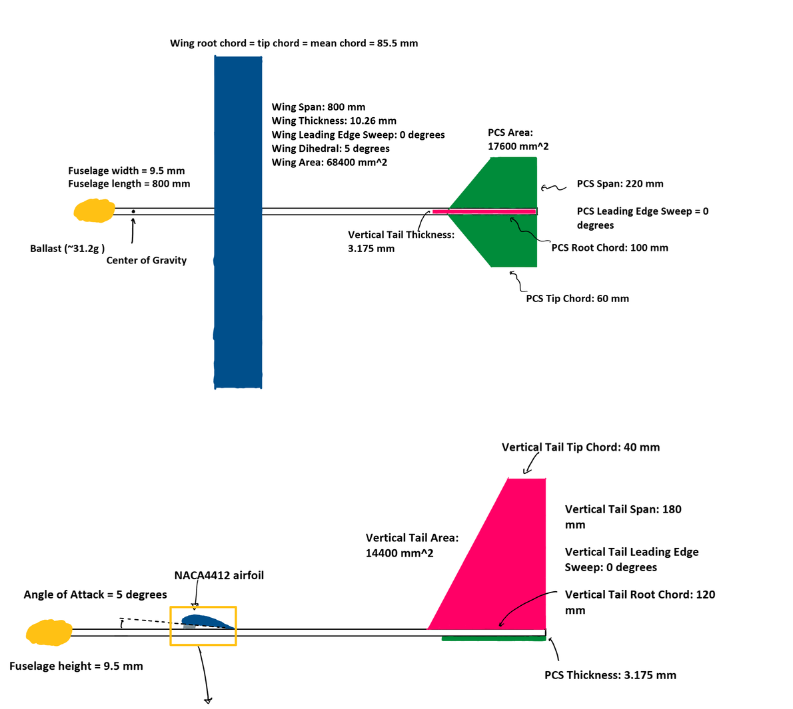 Wing root chord = tip chord = mean chord = 85.5 mm
Wing Span: 800 mm
Wing Thickness: 10.26 mm
Wing Leading Edge Sweep: 0 degrees
Wing Dihedral: 5 degrees
Wing Area: 68400 mm^2
PCS Area:
17600 mm^2
Fuselage width = 9.5 mm
Fuselage length = 800 mm
PCS Span: 220 mm
PCS Leading Edge Sweep = 0
degrees
Vertical Tail Thickness:
3.175 mm
Ballast (~31.2g )
Center of Gravity
PCS Root Chord: 100 mm
PCS Tip Chord: 60 mm
Vertical Tail Tip Chord: 40 mm
Vertical Tail Span: 180
mm
Vertical Tail Area:
14400 mm^2
Vertical Tail Leading Edge
Sweep: 0 degrees
NACA4412 airfoil
Angle of Attack = 5 degrees
Vertical Tail Root Chord: 120
mm
Fuselage height = 9.5 mm
PCS Thickness: 3.175 mm